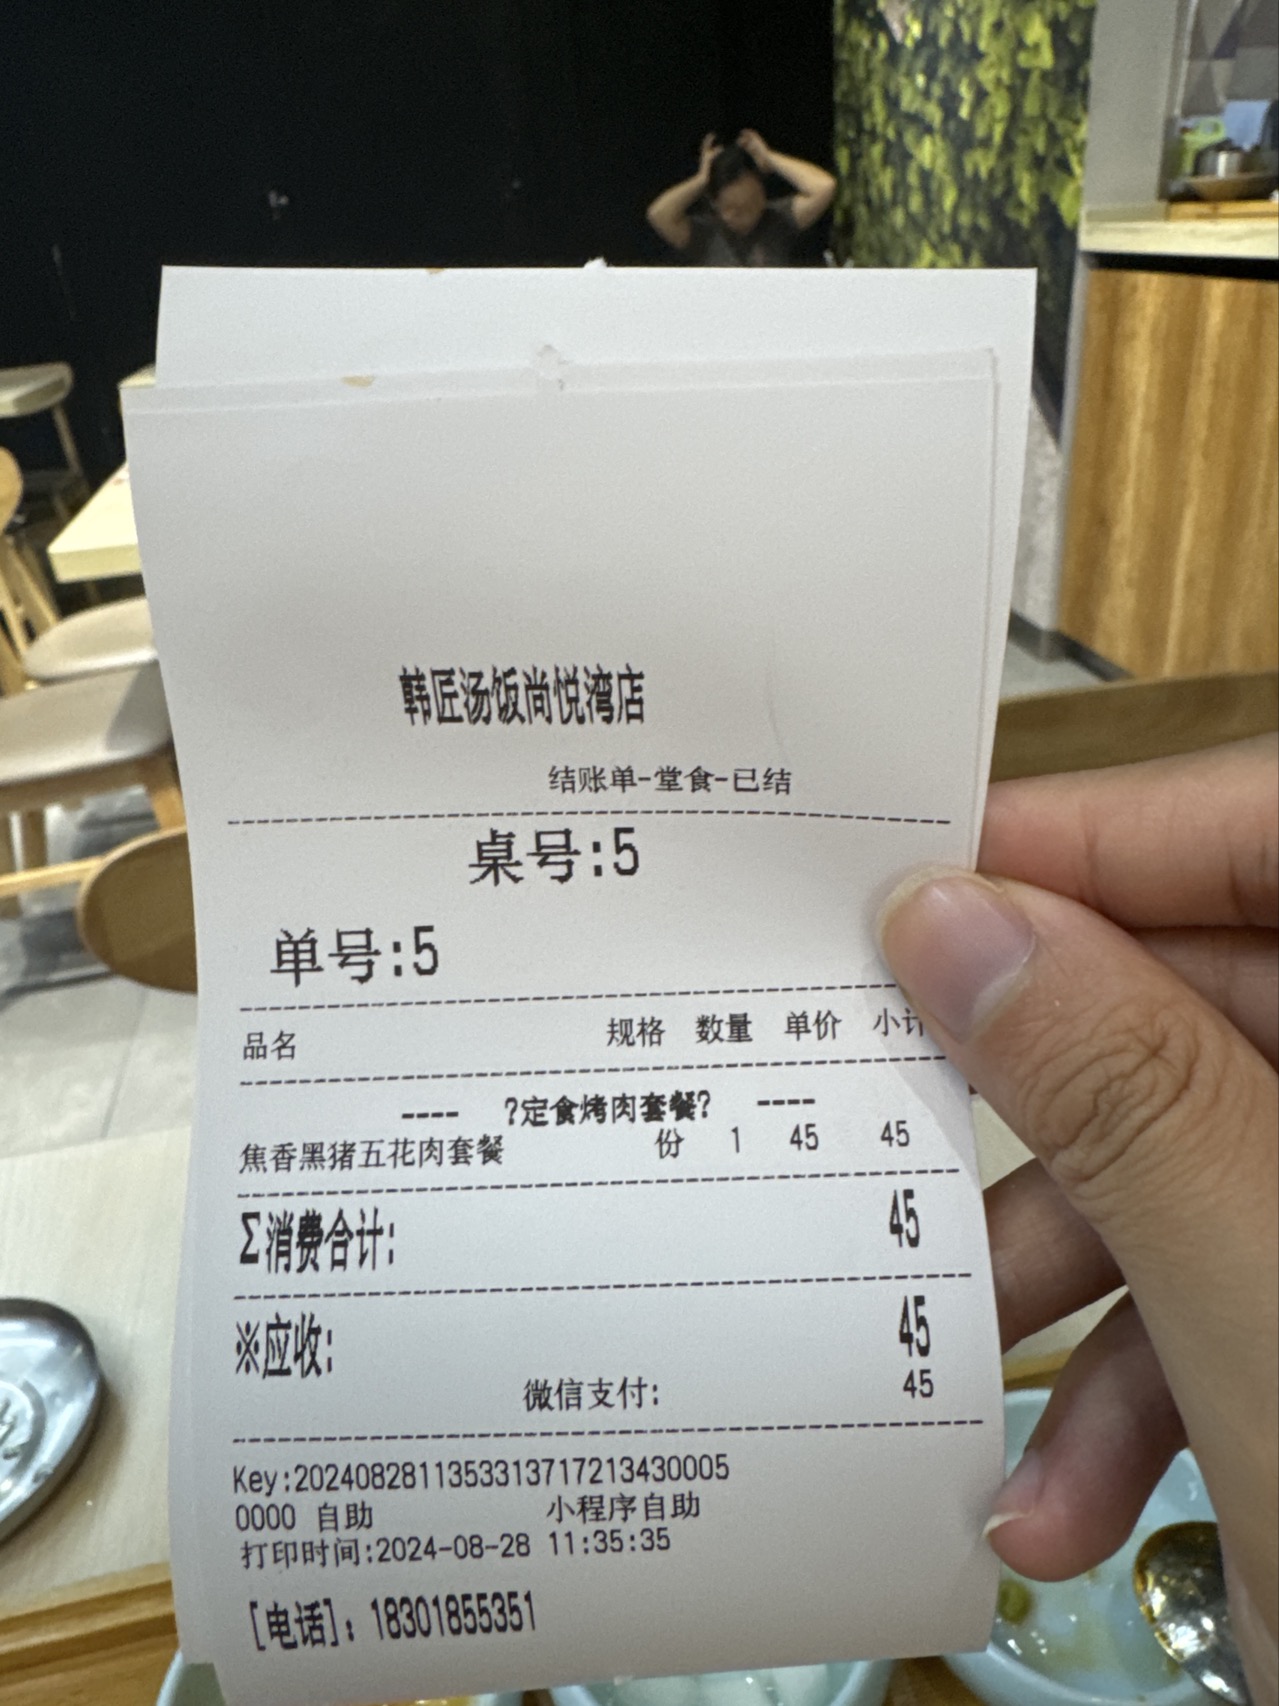 韩匠汤饭尚悦湾店
结账单-堂食-已结
桌号:5
单号:5
品名 规格 数量 单价 小计
---- ?定食烤肉套餐? ----
焦香黑猪五花肉套餐 份 1 45 45
Σ消费合计: 45
※应收: 45
微信支付: 45
Key:20240828113533137172134300​05
0000 自助 小程序自助
打印时间:2024-08-28 11:35:35
[电话]: 18301855351